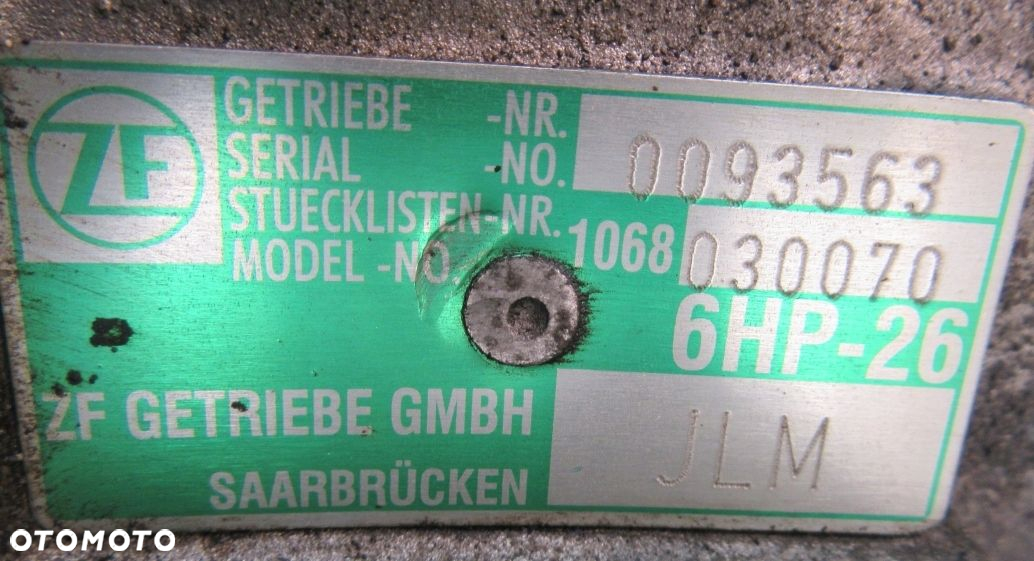 ZF
GETRIEBE -NR.
SERIAL -NO. 0093563
STUECKLISTEN-NR.
MODEL -NO. 1068 030070
6HP-26
ZF GETRIEBE GMBH
SAARBRÜCKEN
JLM
OTOMOTO